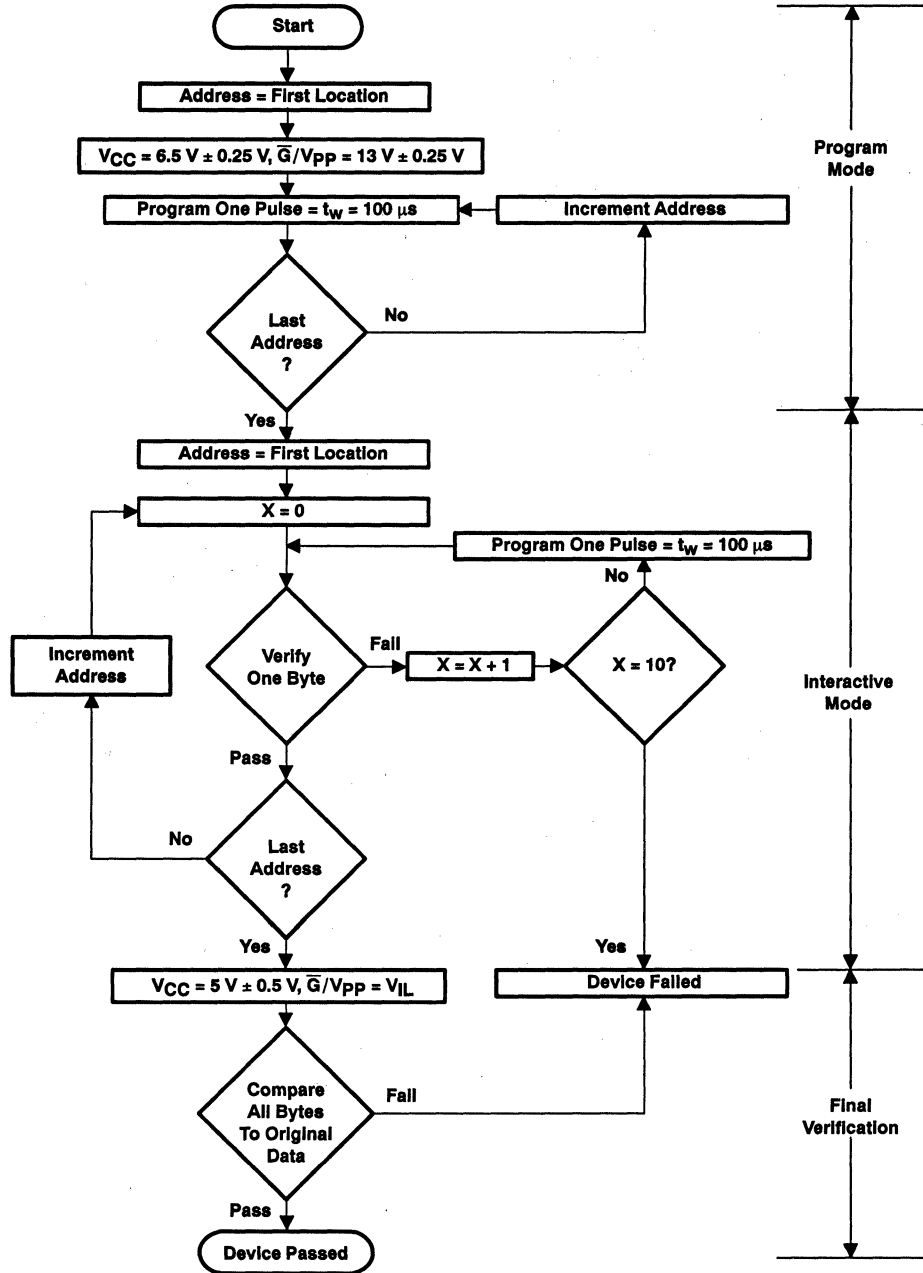 Start
Address = First Location
VCC = 6.5 V ± 0.25 V, G̅/VPP = 13 V ± 0.25 V
Program
Mode
Program One Pulse = tw = 100 μs
Increment Address
Last
Address
?
No
Yes
Address = First Location
X = 0
Program One Pulse = tw = 100 μs
No
Increment
Address
Verify
One Byte
Fail
X = X + 1
X = 10?
Interactive
Mode
Pass
No
Last
Address
?
Yes
Yes
VCC = 5 V ± 0.5 V, G̅/VPP = VIL
Device Failed
Compare
All Bytes
To Original
Data
Fail
Final
Verification
Pass
Device Passed